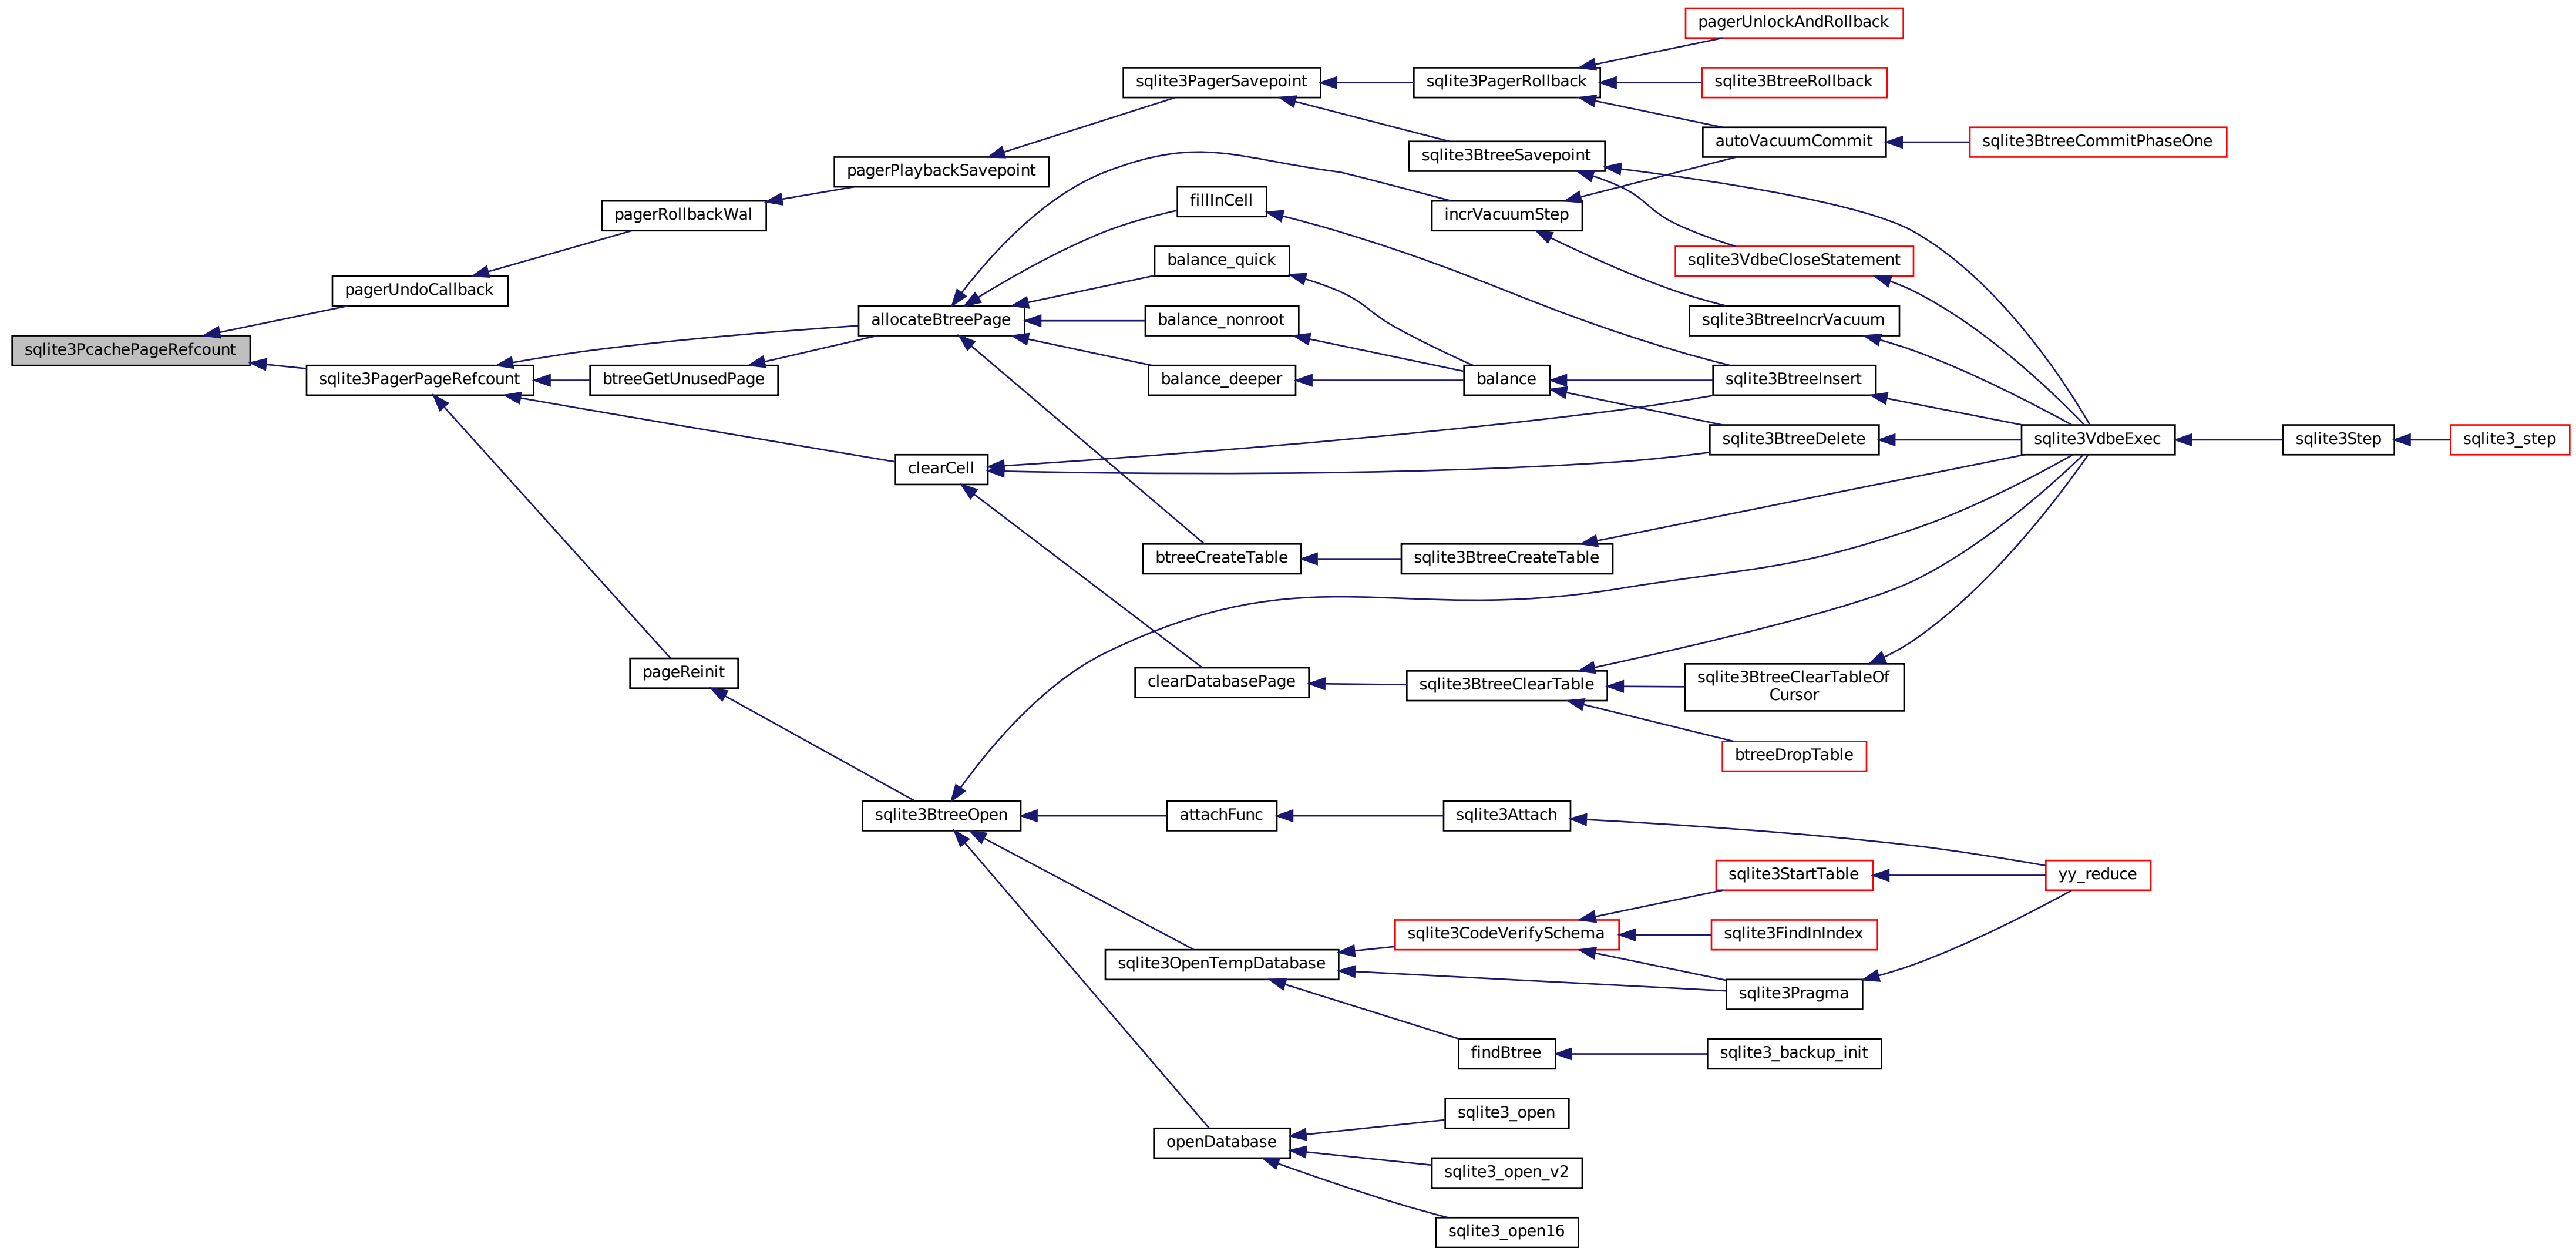 pagerUnlockAndRollback
sqlite3PagerSavepoint
sqlite3PagerRollback
sqlite3BtreeRollback
autoVacuumCommit
sqlite3BtreeCommitPhaseOne
sqlite3BtreeSavepoint
pagerPlaybackSavepoint
fillInCell
pagerRollbackWal
incrVacuumStep
balance_quick
sqlite3VdbeCloseStatement
pagerUndoCallback
allocateBtreePage
balance_nonroot
sqlite3BtreeIncrVacuum
sqlite3PcachePageRefcount
sqlite3PagerPageRefcount
btreeGetUnusedPage
balance_deeper
balance
sqlite3BtreeInsert
sqlite3BtreeDelete
sqlite3VdbeExec
sqlite3Step
sqlite3_step
clearCell
btreeCreateTable
sqlite3BtreeCreateTable
pageReinit
clearDatabasePage
sqlite3BtreeClearTable
sqlite3BtreeClearTableOf
Cursor
btreeDropTable
sqlite3BtreeOpen
attachFunc
sqlite3Attach
sqlite3StartTable
yy_reduce
sqlite3CodeVerifySchema
sqlite3FindInIndex
sqlite3OpenTempDatabase
sqlite3Pragma
findBtree
sqlite3_backup_init
sqlite3_open
openDatabase
sqlite3_open_v2
sqlite3_open16